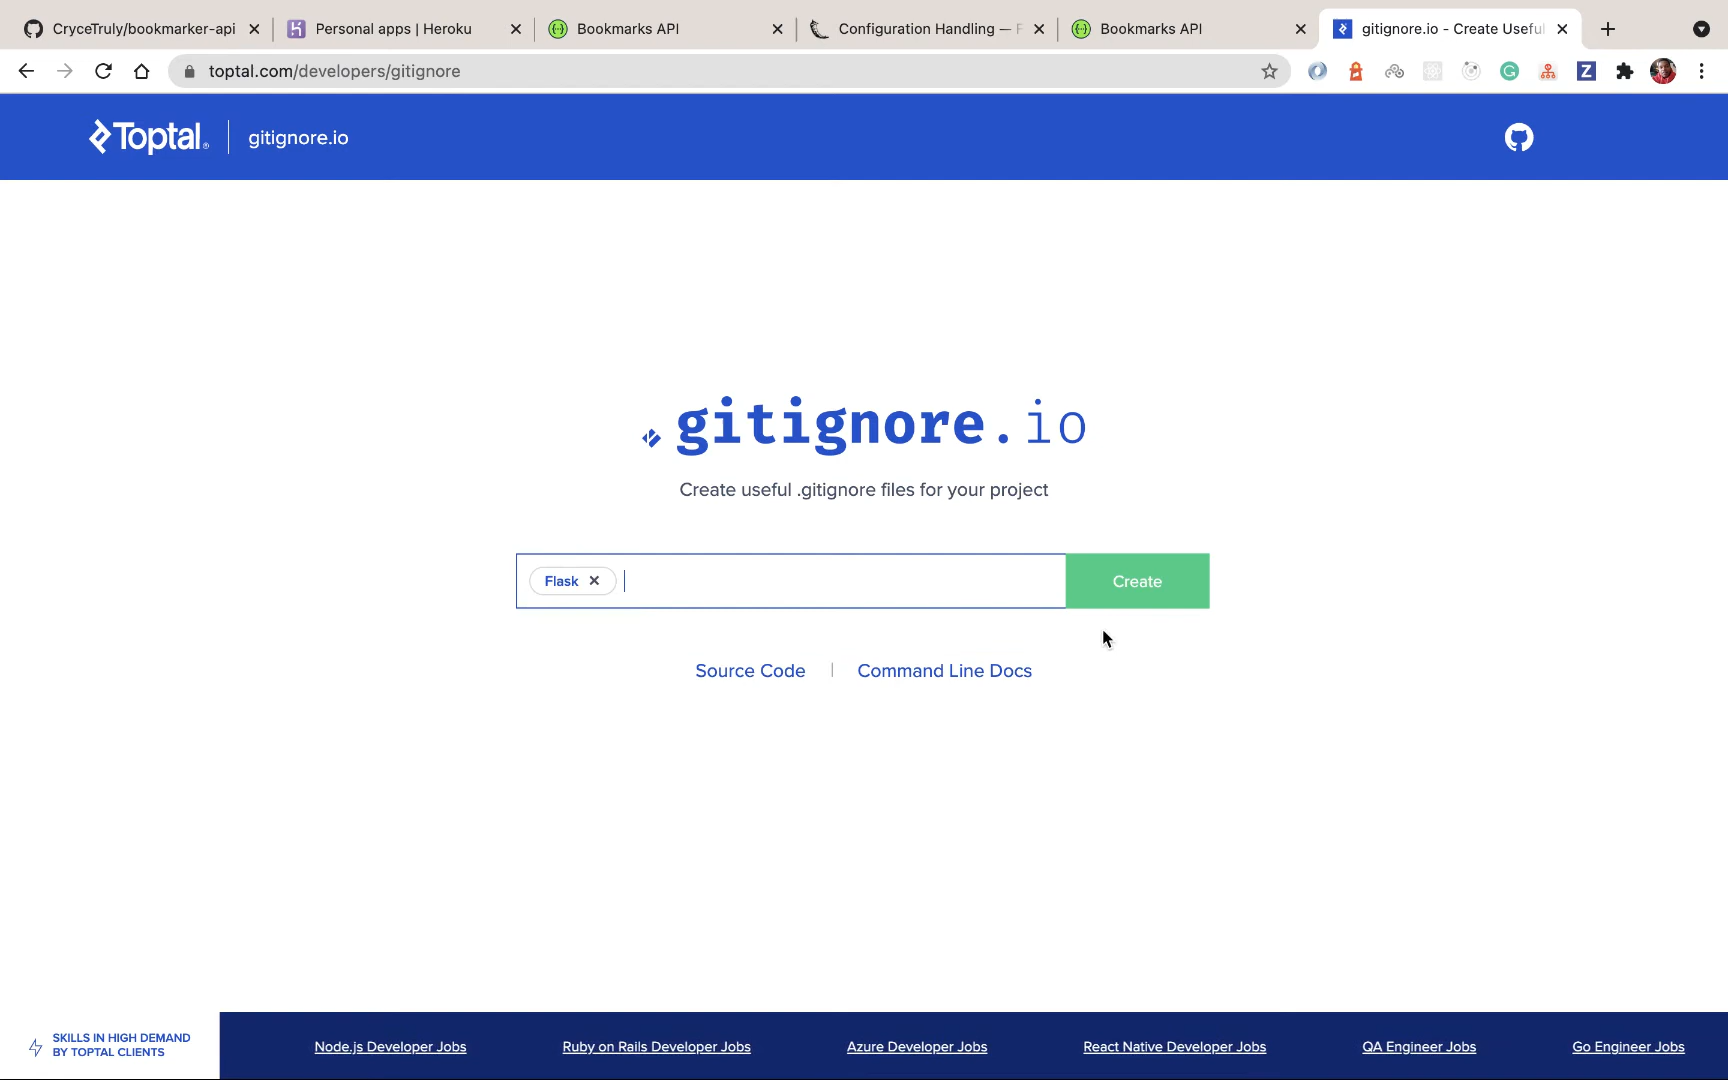 CryceTruly/bookmarker-api
Personal apps | Heroku
Bookmarks API
Configuration Handling — F
Bookmarks API
gitignore.io - Create Useful
toptal.com/developers/gitignore
Toptal® | gitignore.io
.gitignore.io
Create useful .gitignore files for your project
Flask
Create
Source Code | Command Line Docs
SKILLS IN HIGH DEMAND
BY TOPTAL CLIENTS
Node.js Developer Jobs
Ruby on Rails Developer Jobs
Azure Developer Jobs
React Native Developer Jobs
QA Engineer Jobs
Go Engineer Jobs